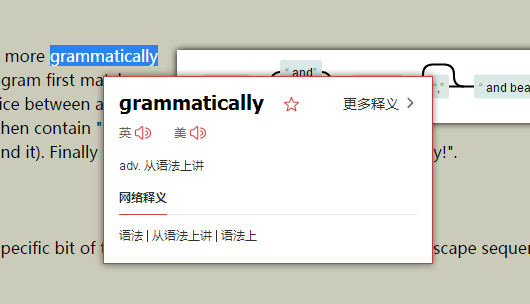 more grammatically
" and"
gram first mat
ice between a
","
" and bea
hen contain "
nd it). Finally
y!".
grammatically
更多释义
英
美
adv. 从语法上讲
网络释义
语法 | 从语法上讲 | 语法上
pecific bit of
scape sequen